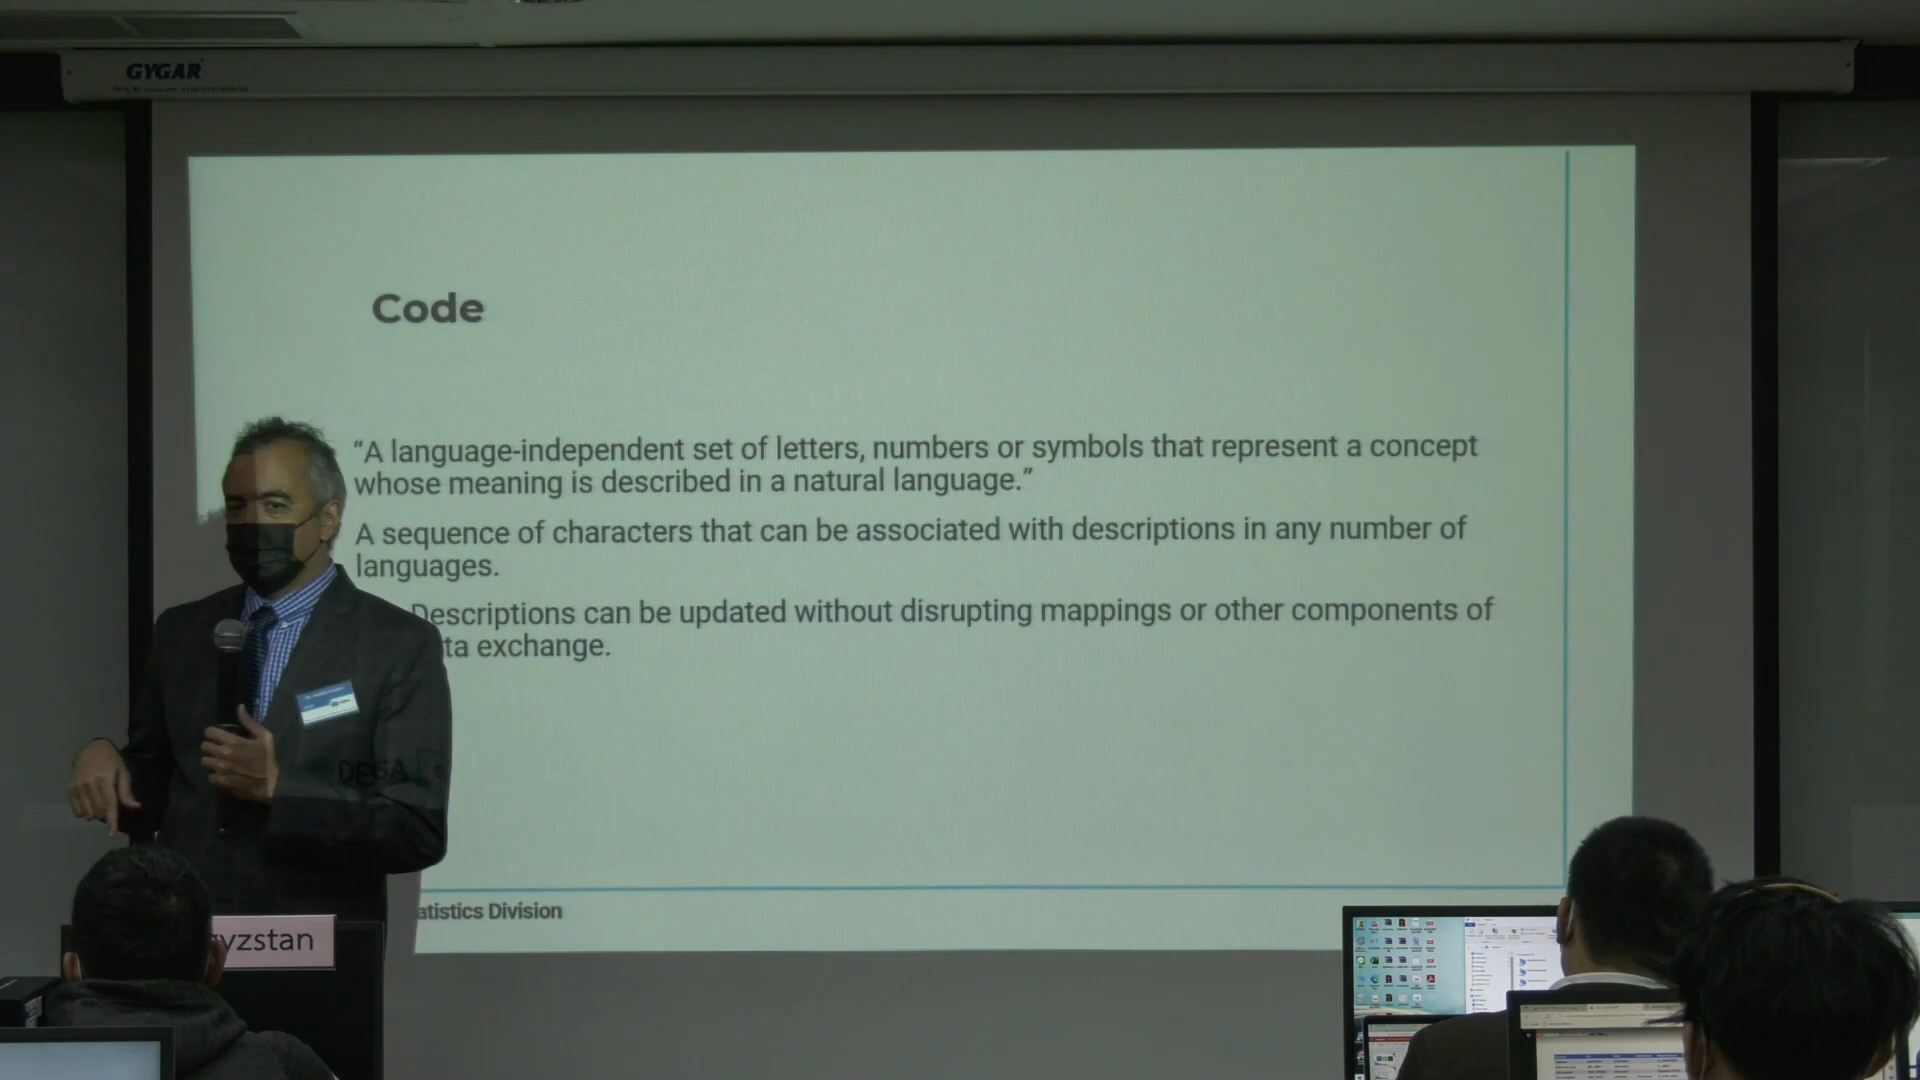 GYGAR
Code
“A language-independent set of letters, numbers or symbols that represent a concept
whose meaning is described in a natural language.”
A sequence of characters that can be associated with descriptions in any number of
languages.
Descriptions can be updated without disrupting mappings or other components of
ta exchange.
DESA
atistics Division
yzstan